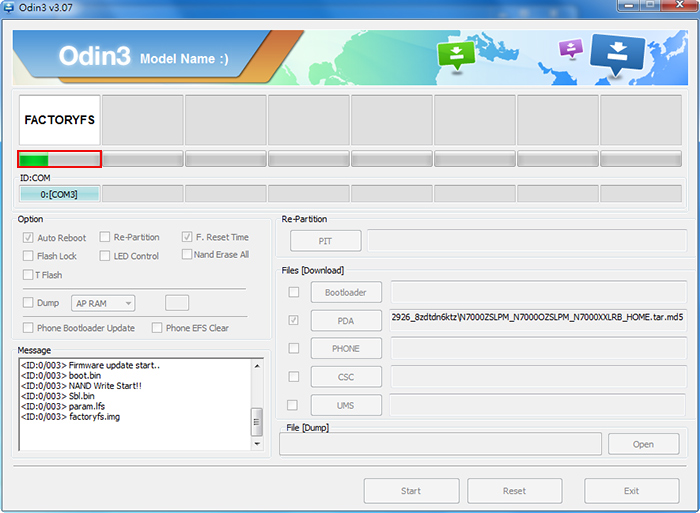 Odin3 v3.07
Odin3 Model Name :)
FACTORYFS
ID:COM
0:[COM3]
Option
Auto Reboot
Re-Partition
F. Reset Time
Flash Lock
LED Control
Nand Erase All
T Flash
Dump
AP RAM
Phone Bootloader Update
Phone EFS Clear
Message
<ID:0/003> Firmware update start..
<ID:0/003> boot.bin
<ID:0/003> NAND Write Start!!
<ID:0/003> Sbl.bin
<ID:0/003> param.lfs
<ID:0/003> factoryfs.img
Re-Partition
PIT
Files [Download]
Bootloader
PDA
2926_8zdtdn6ktz\N7000ZSLPM_N7000OZSLPM_N7000XXLRB_HOME.tar.md5
PHONE
CSC
UMS
File [Dump]
Open
Start
Reset
Exit